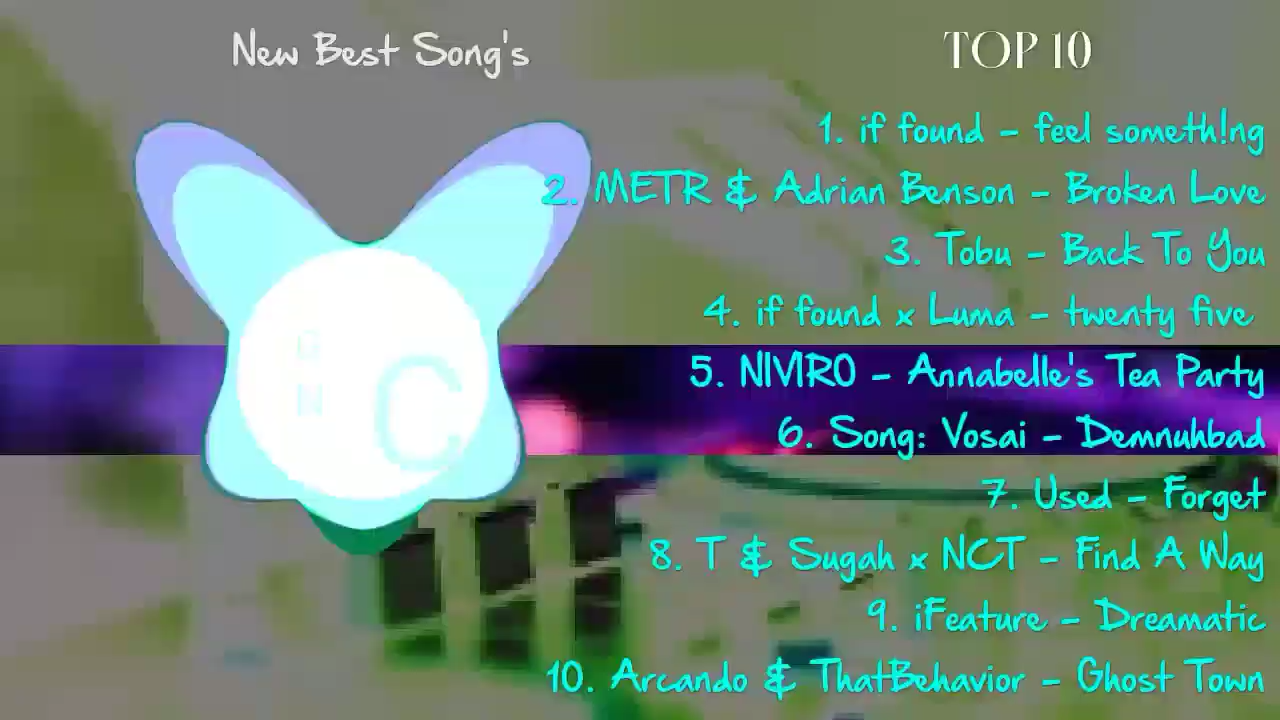 New Best Song's
TOP 10
1. if found - feel someth!ng
2. METR & Adrian Benson - Broken Love
3. Tobu - Back To You
4. if found x Luma - twenty five
5. NIVIRO - Annabelle's Tea Party
6. Song: Vosai - Demnuhbad
7. Used - Forget
8. T & Sugah x NCT - Find A Way
9. iFeature - Dreamatic
10. Arcando & ThatBehavior - Ghost Town
C